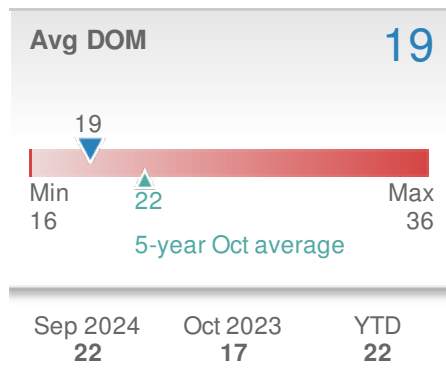 Avg DOM 19
19
Min Max
16 36
22
5-year Oct average
Sep 2024 Oct 2023 YTD
22 17 22